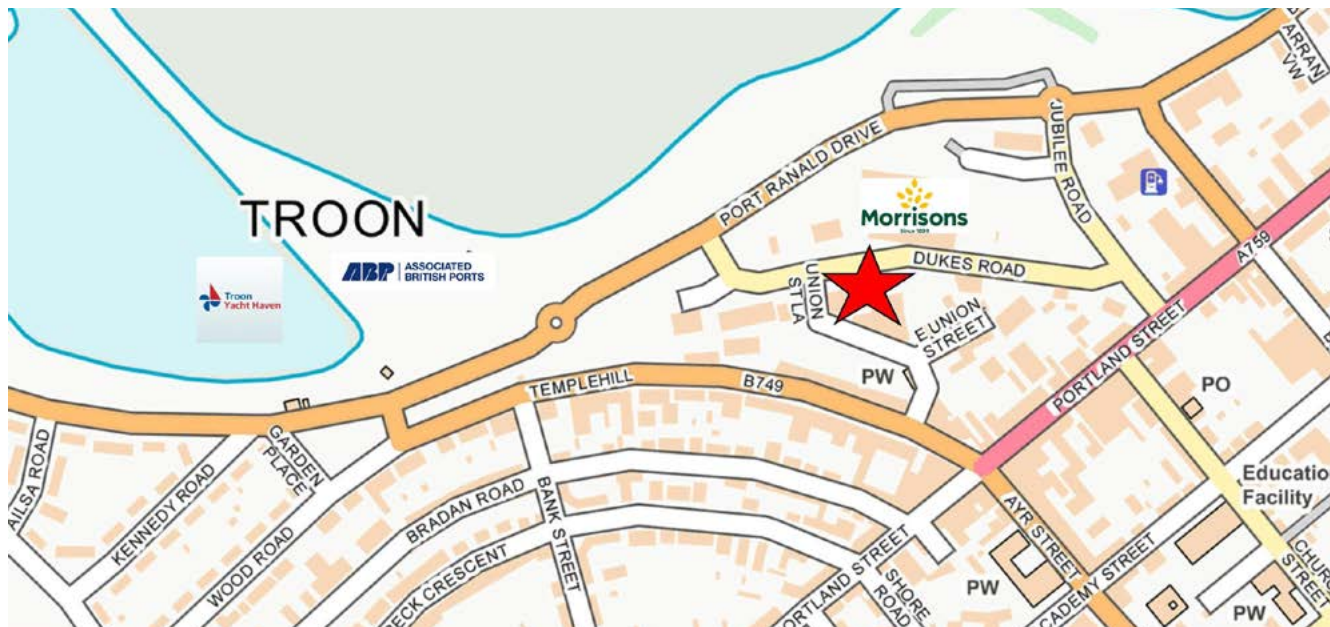 ARRAN
VW
PORT RANALD DRIVE
JUBILEE ROAD
Morrisons
Since 1899
TROON
ABP
ASSOCIATED
BRITISH PORTS
Troon
Yacht Haven
DUKES ROAD
A759
UNION
ST LA
E UNION
STREET
PORTLAND STREET
PW
TEMPLEHILL
B749
PO
GARDEN
PLACE
AILSA ROAD
KENNEDY ROAD
WOOD ROAD
BRADAN ROAD
BANK STREET
ECK CRESCENT
ORTLAND STREET
SHORE
ROAD
AYR STREET
PW
CADEMY STREET
Educatio
Facility
CHURC
STREET
PW